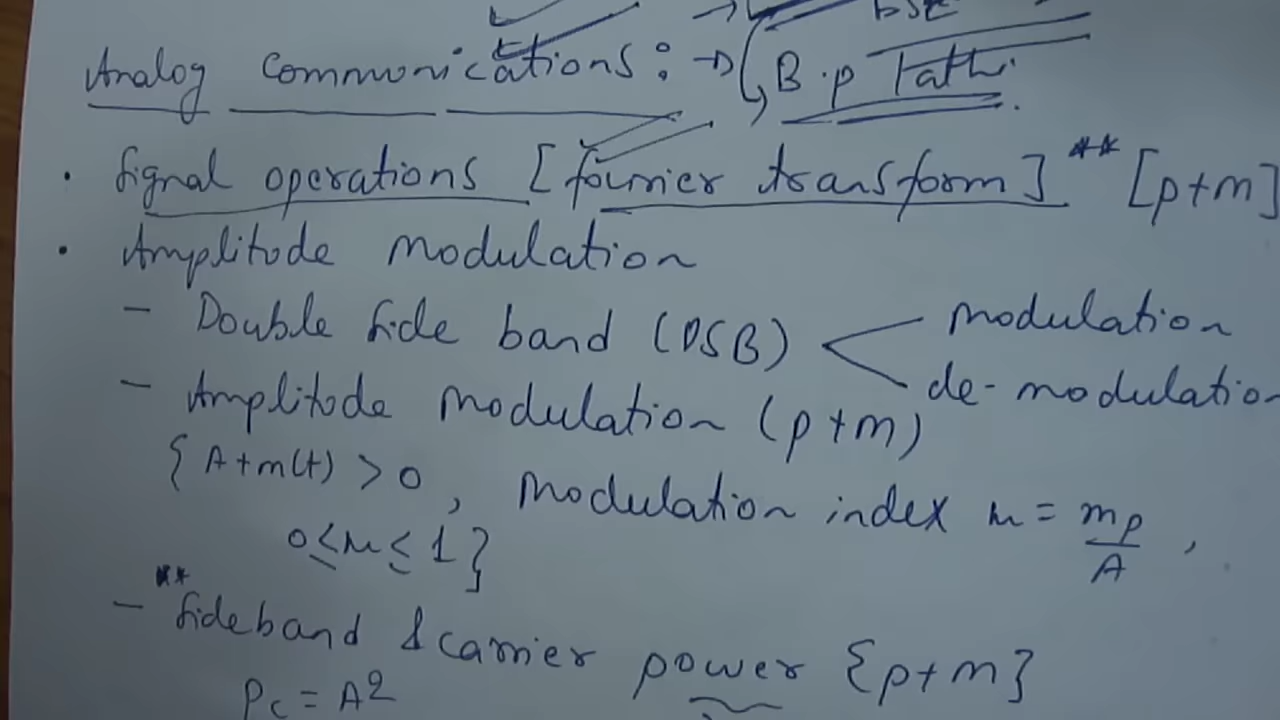 best
Analog Communications: → B.P Lathi.
• Signal operations [fourier transform]** [p+m]
• Amplitude modulation
- Double side band (DSB) < modulation
de-modulation
- Amplitude modulation (p+m)
{A+m(t) > 0, modulation index μ = mp/A,
0≤μ≤1}
** - Sideband & carrier power {p+m}
Pc = A²